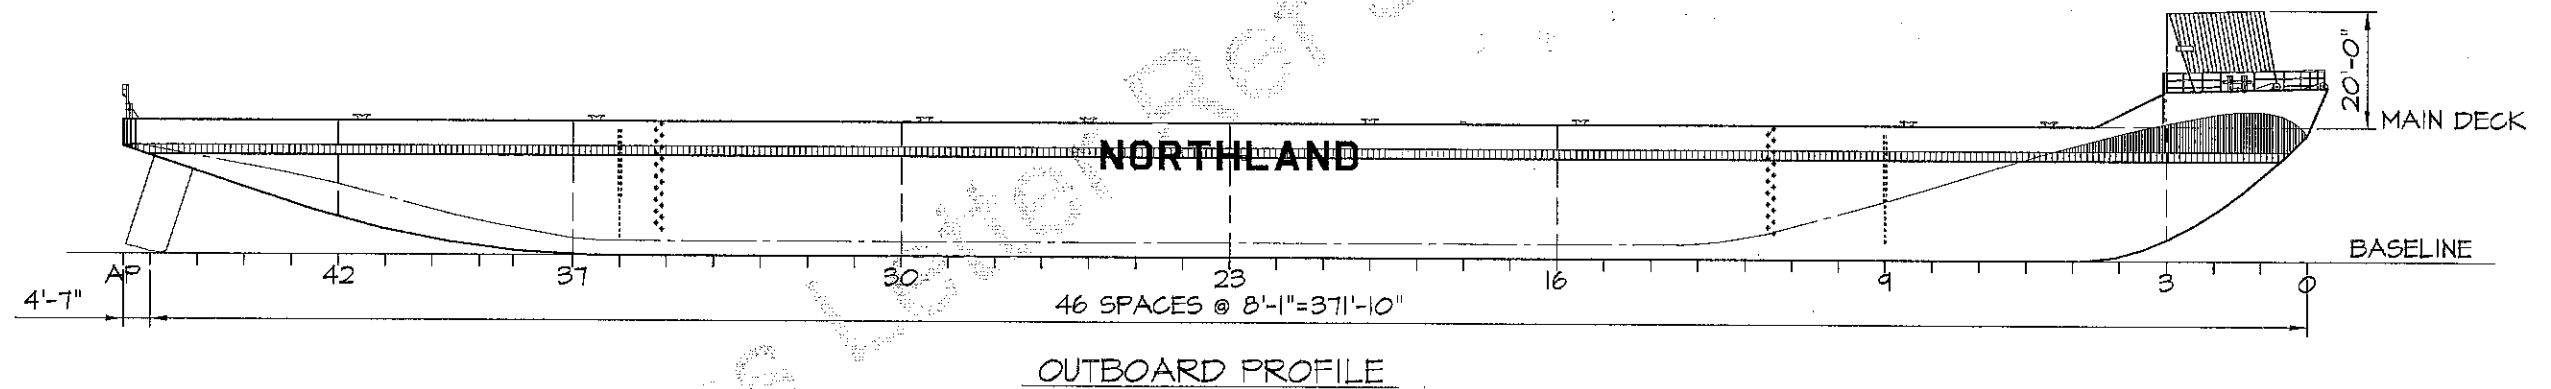 20'-0"
MAIN DECK
NORTHLAND
BASELINE
AP 42 37 30 23 16 9 3 0
4'-7"
46 SPACES @ 8'-1"=371'-10"
OUTBOARD PROFILE